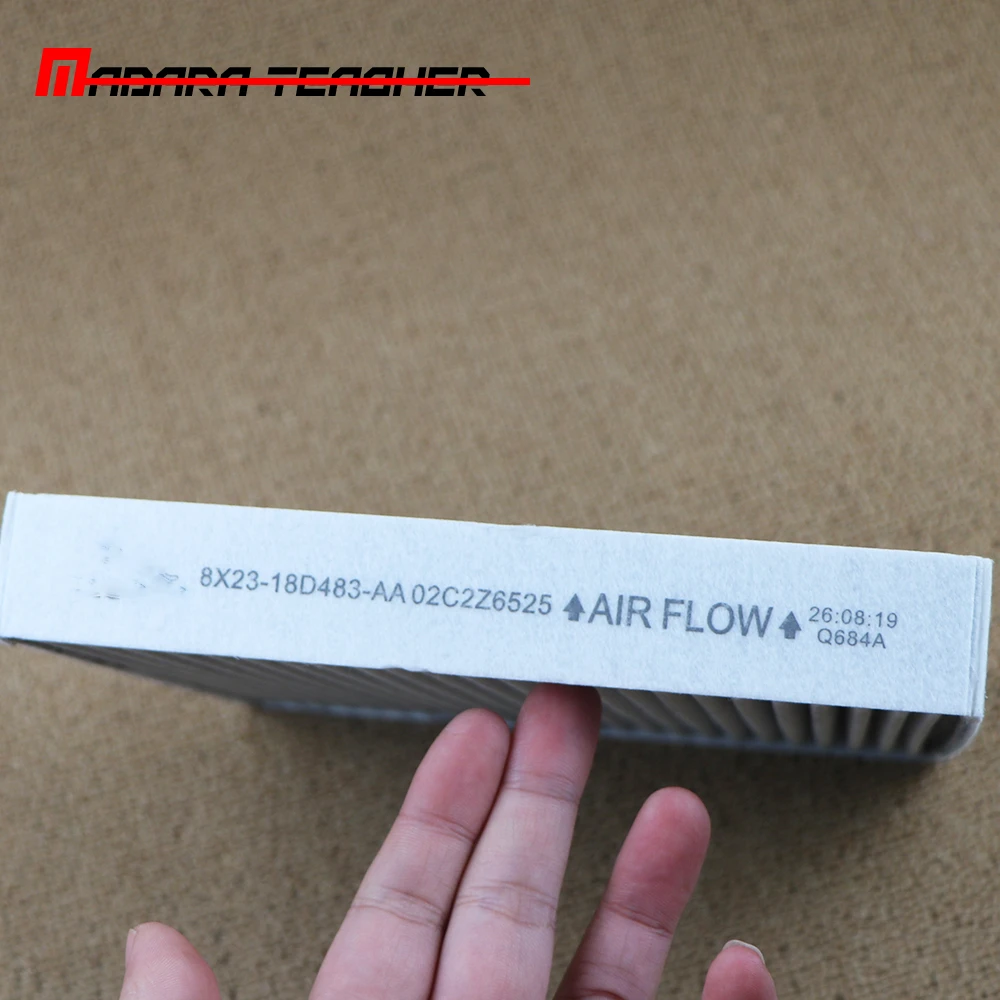 MADARA TEACHER
8X23-18D483-AA 02C2Z6525 ⬆AIR FLOW⬆ 26:08:19
Q684A